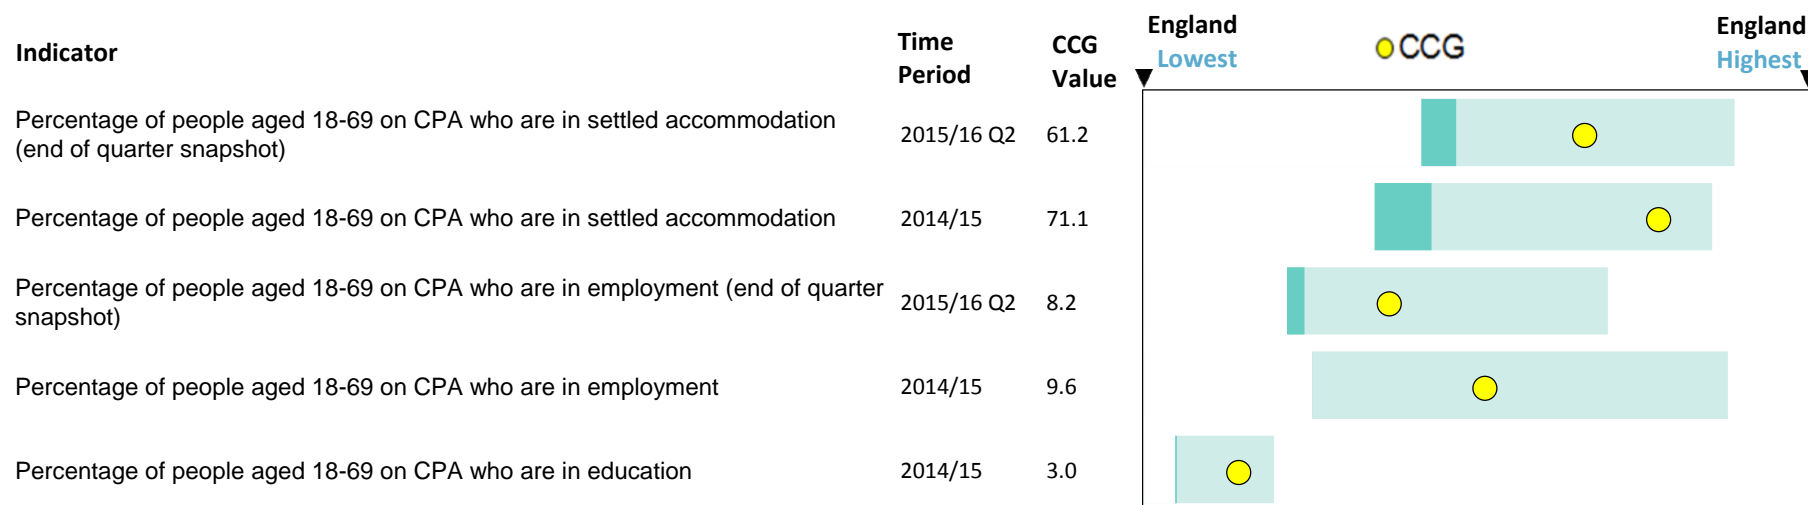 Indicator
Time
Period
CCG
Value
England
Lowest
CCG
England
Highest
Percentage of people aged 18-69 on CPA who are in settled accommodation
(end of quarter snapshot)
2015/16 Q2
61.2
Percentage of people aged 18-69 on CPA who are in settled accommodation
2014/15
71.1
Percentage of people aged 18-69 on CPA who are in employment (end of quarter
snapshot)
2015/16 Q2
8.2
Percentage of people aged 18-69 on CPA who are in employment
2014/15
9.6
Percentage of people aged 18-69 on CPA who are in education
2014/15
3.0